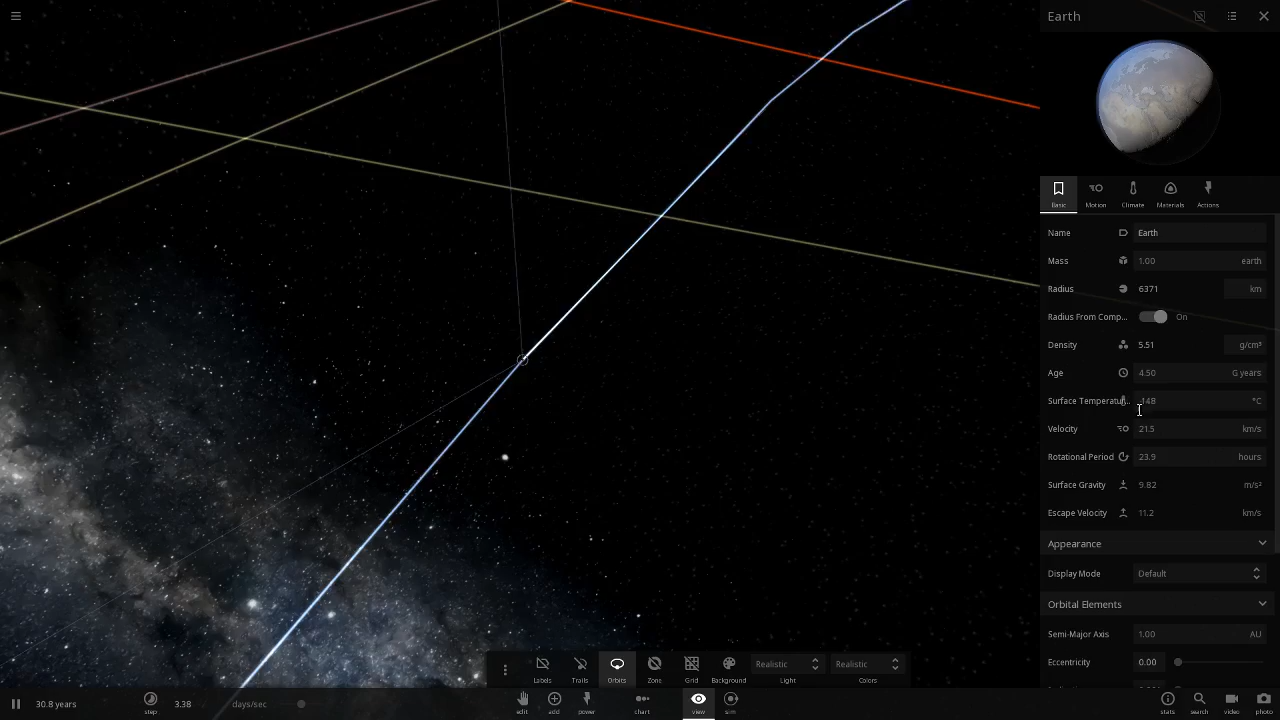 Earth
Basic Motion Climate Materials Actions
Name Earth
Mass 1.00 earth
Radius 6371 km
Radius From Comp... On
Density 5.51 g/cm³
Age 4.50 G years
Surface Temperatur... -148 °C
Velocity 21.5 km/s
Rotational Period 23.9 hours
Surface Gravity 9.82 m/s²
Escape Velocity 11.2 km/s
Appearance
Display Mode Default
Orbital Elements
Semi-Major Axis 1.00 AU
Eccentricity 0.00
Realistic Realistic
Labels Trails Orbits Zone Grid Background Light Colors
30.8 years step 3.38 days/sec edit add power chart view sim stats search video photo